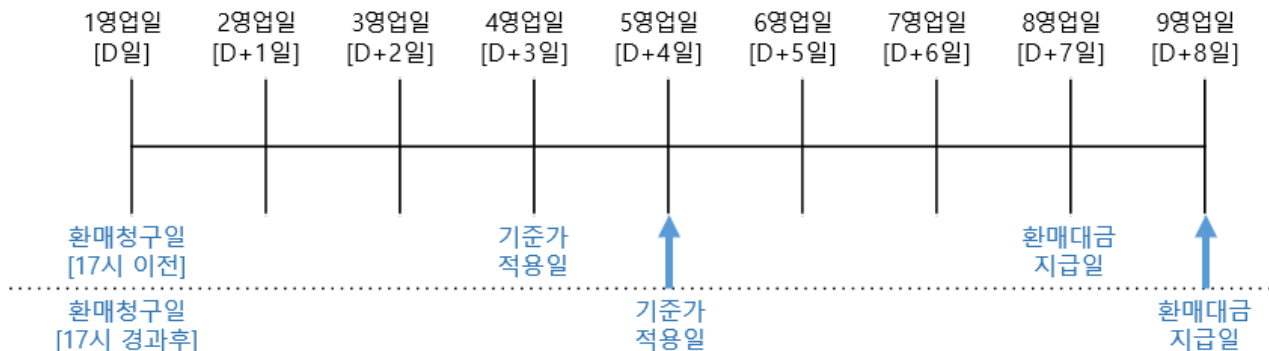 1영업일 2영업일 3영업일 4영업일 5영업일 6영업일 7영업일 8영업일 9영업일
[D일] [D+1일] [D+2일] [D+3일] [D+4일] [D+5일] [D+6일] [D+7일] [D+8일]
환매청구일 기준가 환매대금
[17시 이전] 적용일 지급일
환매청구일 기준가 환매대금
[17시 경과후] 적용일 지급일